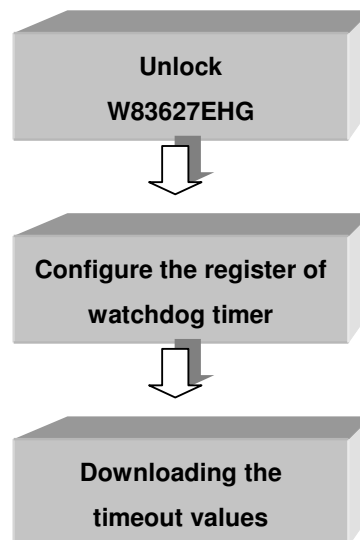 Unlock
W83627EHG
Configure the register of
watchdog timer
Downloading the
timeout values